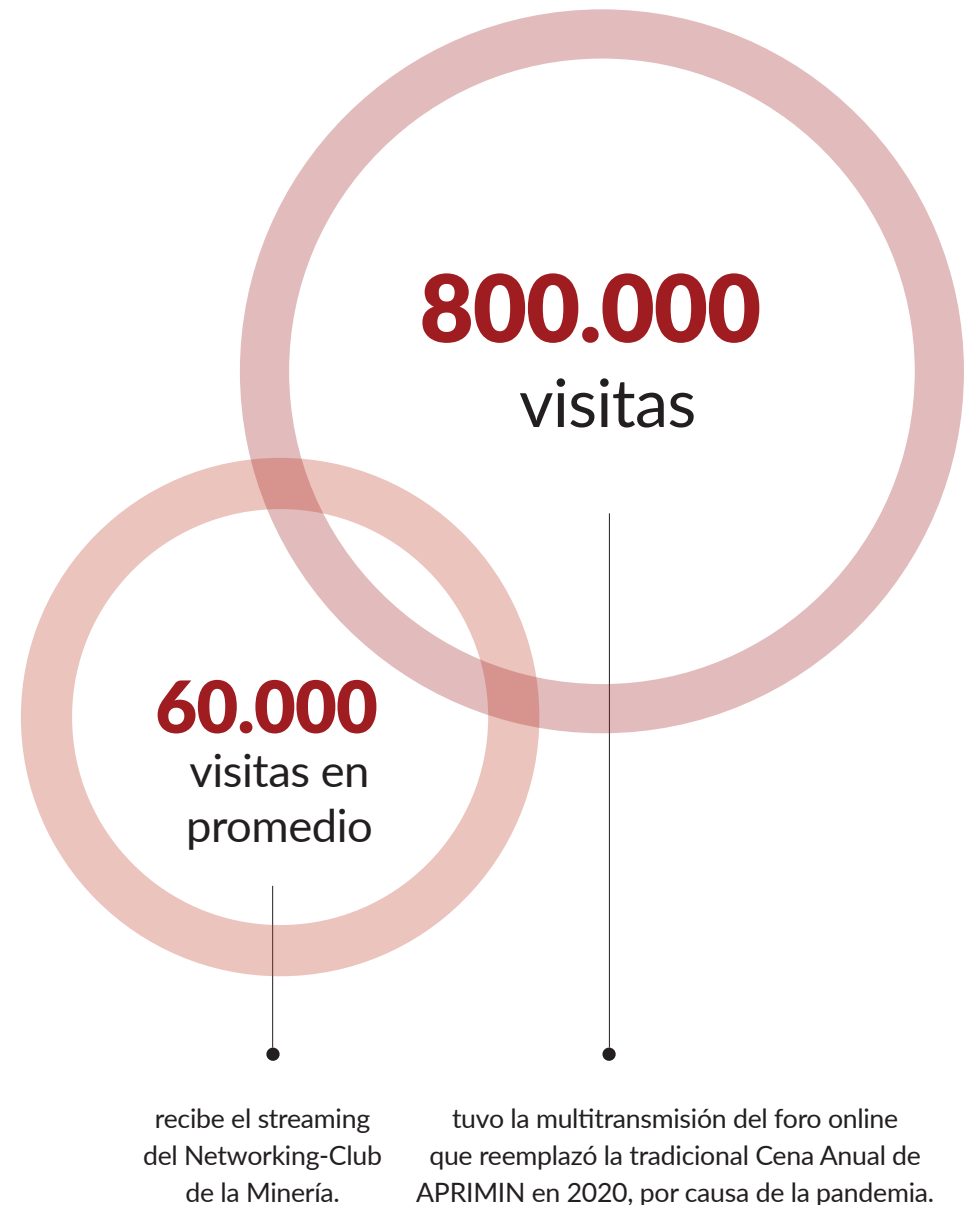 800.000
visitas
60.000
visitas en
promedio
recibe el streaming
del Networking-Club
de la Minería.
tuvo la multitransmisión del foro online
que reemplazó la tradicional Cena Anual de
APRIMIN en 2020, por causa de la pandemia.